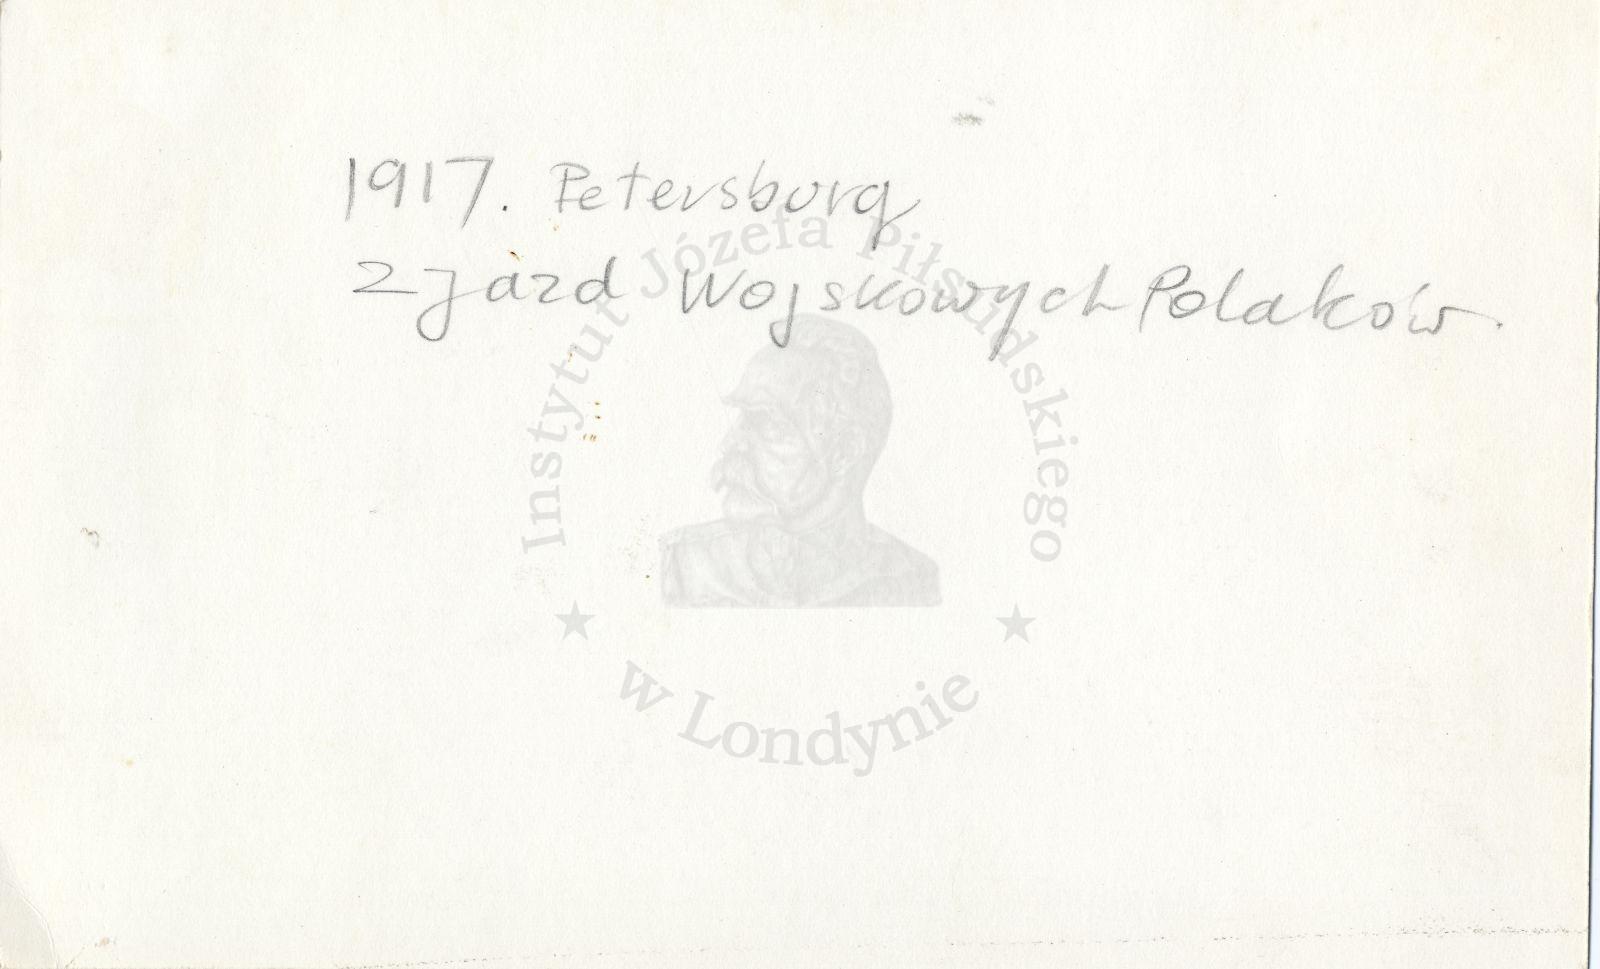 1917. Petersburg
Zjazd Wojskowych Polaków.
Instytut Józefa Piłsudskiego
w Londynie